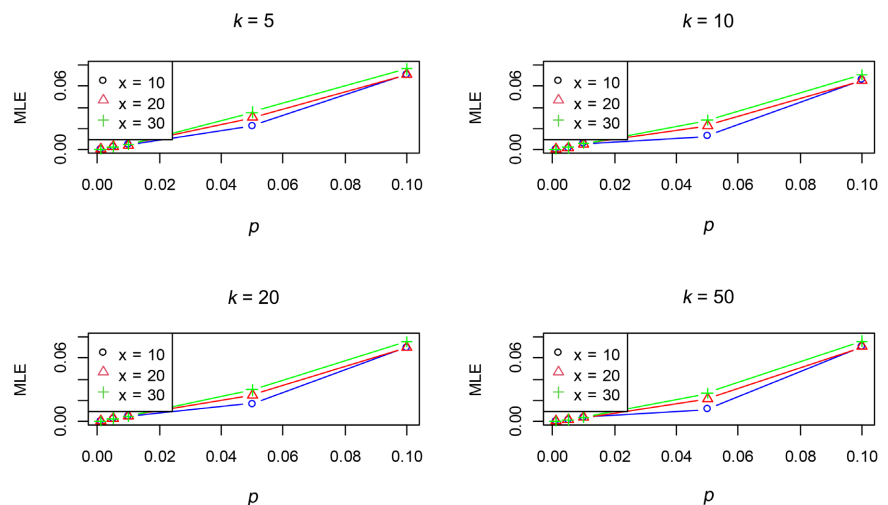 k = 5
MLE
0.06
0.00
x = 10
x = 20
x = 30
0.00 0.02 0.04 0.06 0.08 0.10
p
k = 10
MLE
0.06
0.00
x = 10
x = 20
x = 30
0.00 0.02 0.04 0.06 0.08 0.10
p
k = 20
MLE
0.06
0.00
x = 10
x = 20
x = 30
0.00 0.02 0.04 0.06 0.08 0.10
p
k = 50
MLE
0.06
0.00
x = 10
x = 20
x = 30
0.00 0.02 0.04 0.06 0.08 0.10
p